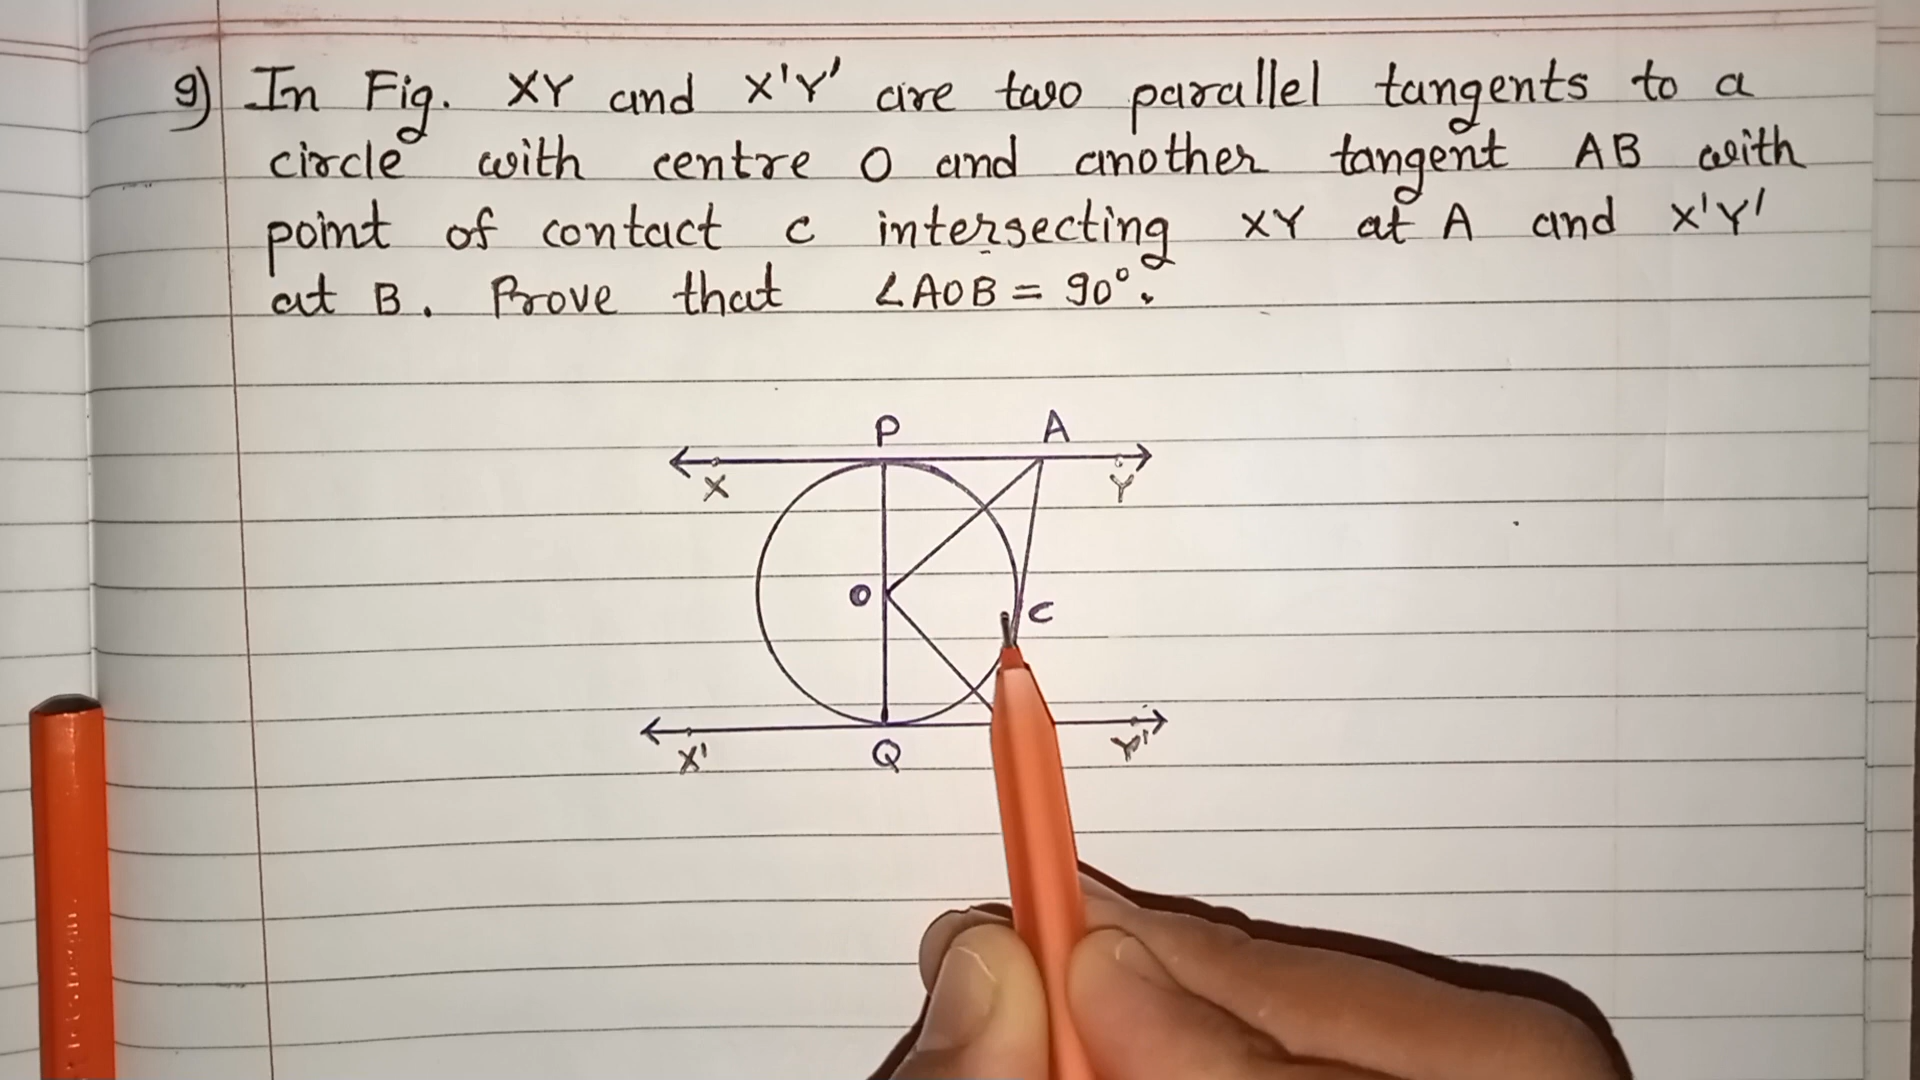 9) In Fig. XY and X'Y' are two parallel tangents to a
circle with centre O and another tangent AB with
point of contact C intersecting XY at A and X'Y'
at B. Prove that ∠AOB = 90°.
P A
X Y
O C
X' Q Y'